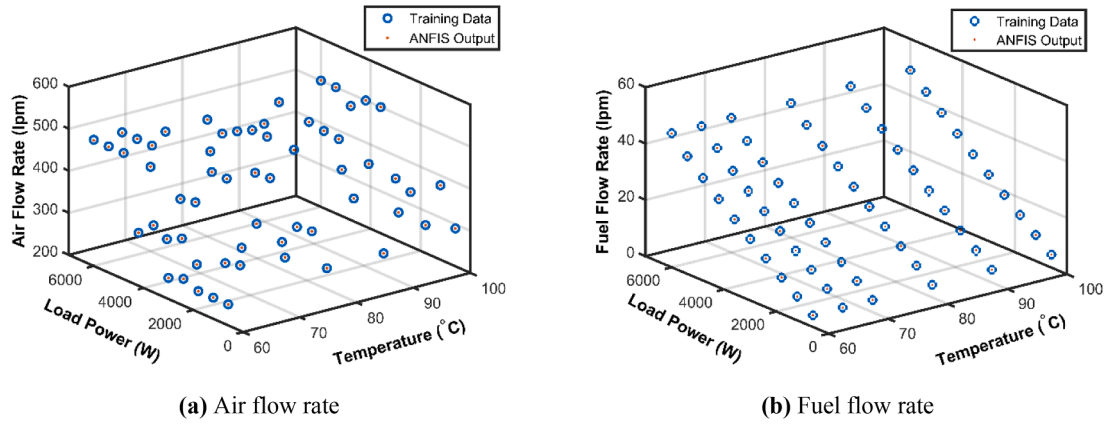 Training Data
ANFIS Output
600
500
400
300
200
Air Flow Rate (lpm)
6000
4000
2000
0
Load Power (W)
60
70
80
90
100
Temperature (°C)
(a) Air flow rate
Training Data
ANFIS Output
60
40
20
0
Fuel Flow Rate (lpm)
6000
4000
2000
0
Load Power (W)
60
70
80
90
100
Temperature (°C)
(b) Fuel flow rate